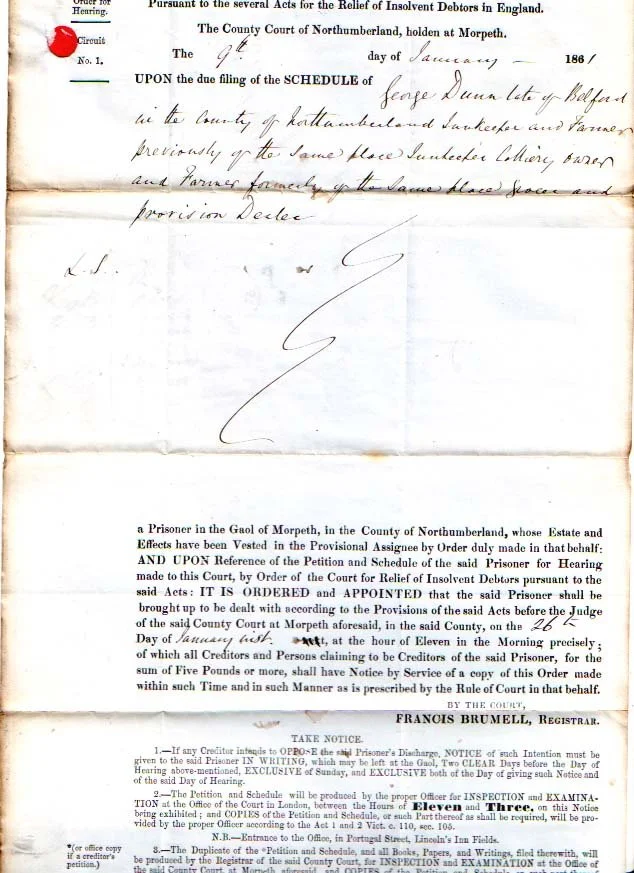 Order for
Hearing.
Circuit
No. 1,
Pursuant to the several Acts for the Relief of Insolvent Debtors in England.
The County Court of Northumberland, holden at Morpeth.
The 9th. day of January — 1861
UPON the due filing of the SCHEDULE of
George Dunn late of Belford
in the County of Northumberland Innkeeper and Farmer
previously of the same place Innkeeper Colliery owner
and Farmer formerly of the same place Grocer and
provision Dealer
L.S.
a Prisoner in the Gaol of Morpeth, in the County of Northumberland, whose Estate and
Effects have been Vested in the Provisional Assignee by Order duly made in that behalf:
AND UPON Reference of the Petition and Schedule of the said Prisoner for Hearing
made to this Court, by Order of the Court for Relief of Insolvent Debtors pursuant to the
said Acts: IT IS ORDERED and APPOINTED that the said Prisoner shall be
brought up to be dealt with according to the Provisions of the said Acts before the Judge
of the said County Court at Morpeth aforesaid, in the said County, on the 26th
Day of January inst. at the hour of Eleven in the Morning precisely;
of which all Creditors and Persons claiming to be Creditors of the said Prisoner, for the
sum of Five Pounds or more, shall have Notice by Service of a copy of this Order made
within such Time and in such Manner as is prescribed by the Rule of Court in that behalf.
BY THE COURT,
FRANCIS BRUMELL, REGISTRAR.
TAKE NOTICE.
1.—If any Creditor intends to OPPOSE the said Prisoner's Discharge, NOTICE of such Intention must be
given to the said Prisoner IN WRITING, which may be left at the Gaol, Two CLEAR Days before the Day of
Hearing above-mentioned, EXCLUSIVE of Sunday, and EXCLUSIVE both of the Day of giving such Notice and
of the said Day of Hearing.
2.—The Petition and Schedule will be produced by the proper Officer for INSPECTION and EXAMINA-
TION at the Office of the Court in London, between the Hours of Eleven and Three, on this Notice
being exhibited; and COPIES of the Petition and Schedule, or such Part thereof as shall be required, will be pro-
vided by the proper Officer according to the Act 1 and 2 Vict. c. 110, sec. 105.
N.B.—Entrance to the Office, in Portugal Street, Lincoln's Inn Fields.
*(or office copy
if a creditor's
petition.)
3.—The Duplicate of the *Petition and Schedule, and all Books, Papers, and Writings, filed therewith, will
be produced by the Registrar of the said County Court, for INSPECTION and EXAMINATION at the Office of
the said County Court at Morpeth aforesaid, and COPIES of the Petition and Schedule, or such part thereof